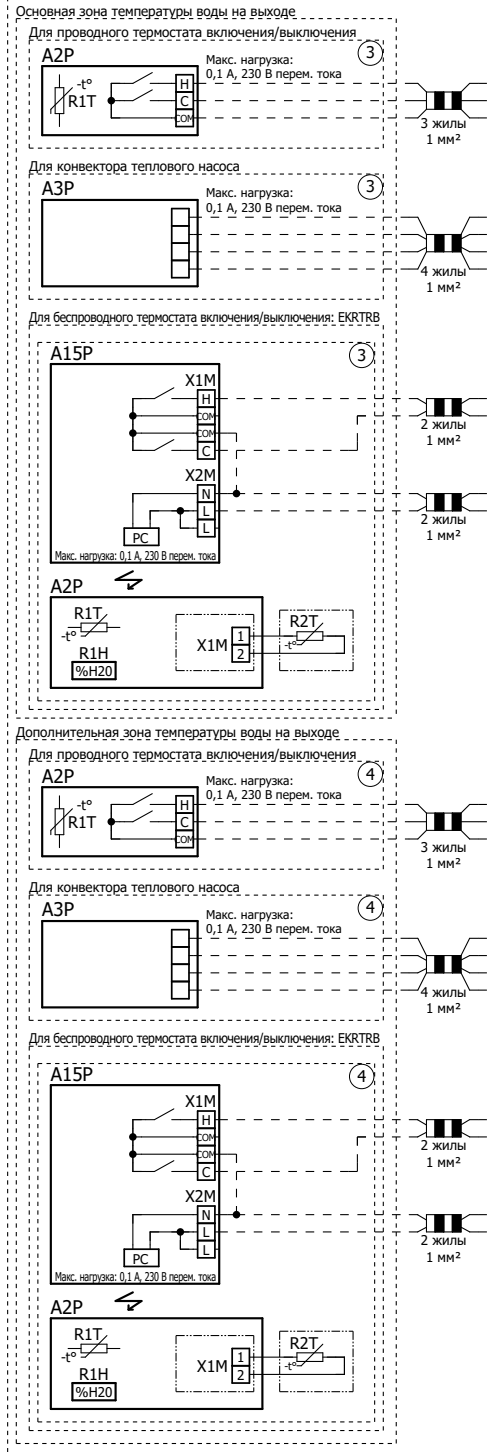 Основная зона температуры воды на выходе
Для проводного термостата включения/выключения
A2P
3
Макс. нагрузка:
0,1 А, 230 В перем. тока
-t°
R1T
H
C
COM
3 жилы
1 мм²
Для конвектора теплового насоса
A3P
3
Макс. нагрузка:
0,1 А, 230 В перем. тока
4 жилы
1 мм²
Для беспроводного термостата включения/выключения: EKRTRB
A15P
3
X1M
H
COM
COM
C
2 жилы
1 мм²
X2M
N
L
L
PC
2 жилы
1 мм²
Макс. нагрузка: 0,1 А, 230 В перем. тока
A2P
R1T
-t°
R1H
%H20
X1M
1
2
R2T
-t°
Дополнительная зона температуры воды на выходе
Для проводного термостата включения/выключения
A2P
4
Макс. нагрузка:
0,1 А, 230 В перем. тока
-t°
R1T
H
C
COM
3 жилы
1 мм²
Для конвектора теплового насоса
A3P
4
Макс. нагрузка:
0,1 А, 230 В перем. тока
4 жилы
1 мм²
Для беспроводного термостата включения/выключения: EKRTRB
A15P
4
X1M
H
COM
COM
C
2 жилы
1 мм²
X2M
N
L
L
PC
2 жилы
1 мм²
Макс. нагрузка: 0,1 А, 230 В перем. тока
A2P
R1T
-t°
R1H
%H20
X1M
1
2
R2T
-t°